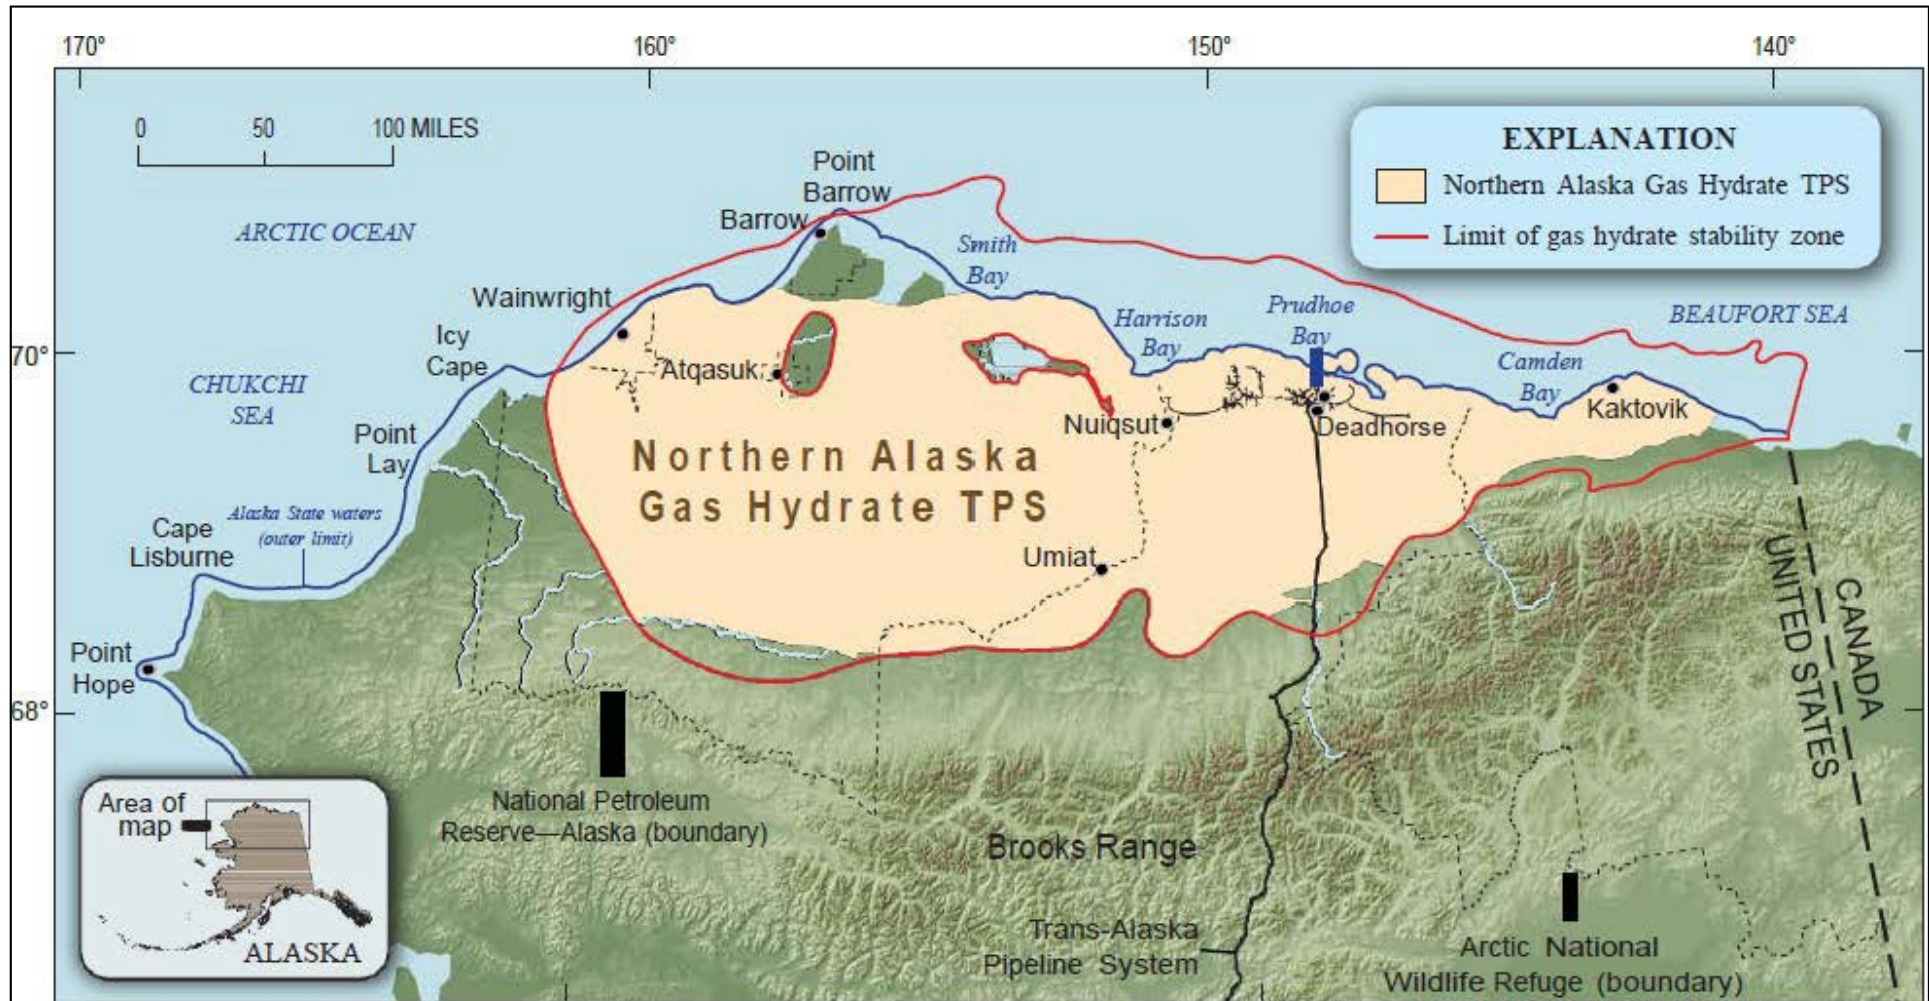 170°
160°
150°
140°
0
50
100 MILES
EXPLANATION
Northern Alaska Gas Hydrate TPS
Limit of gas hydrate stability zone
Point
Barrow
Barrow
ARCTIC OCEAN
Smith
Bay
Wainwright
Harrison
Bay
Prudhoe
Bay
BEAUFORT SEA
Icy
Cape
70°
Atqasuk
Camden
Bay
CHUKCHI
SEA
Kaktovik
Nuiqsut
Deadhorse
Point
Lay
Northern Alaska
Gas Hydrate TPS
Alaska State waters
(outer limit)
Cape
Lisburne
Umiat
CANADA
UNITED STATES
Point
Hope
68°
National Petroleum
Reserve—Alaska (boundary)
Area of
map
ALASKA
Brooks Range
Trans-Alaska
Pipeline System
Arctic National
Wildlife Refuge (boundary)